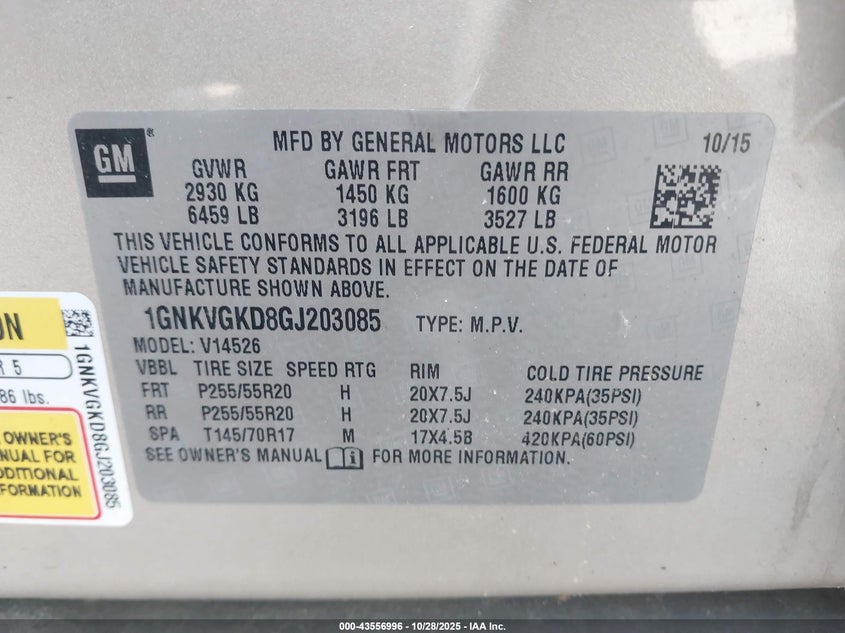 GM
®
MFD BY GENERAL MOTORS LLC 10/15
GVWR GAWR FRT GAWR RR
2930 KG 1450 KG 1600 KG
6459 LB 3196 LB 3527 LB
THIS VEHICLE CONFORMS TO ALL APPLICABLE U.S. FEDERAL MOTOR
VEHICLE SAFETY STANDARDS IN EFFECT ON THE DATE OF
MANUFACTURE SHOWN ABOVE.
1GNKVGKD8GJ203085 TYPE: M.P.V.
MODEL: V14526
VBBL TIRE SIZE SPEED RTG RIM COLD TIRE PRESSURE
FRT P255/55R20 H 20X7.5J 240KPA(35PSI)
RR P255/55R20 H 20X7.5J 240KPA(35PSI)
SPA T145/70R17 M 17X4.5B 420KPA(60PSI)
SEE OWNER'S MANUAL FOR MORE INFORMATION.
ON
R 5
86 lbs.
OWNER'S
NUAL FOR
DDITIONAL
FORMATION
1GNKVGKD8GJ203085
000-43556996 | 10/28/2025 | IAA Inc.